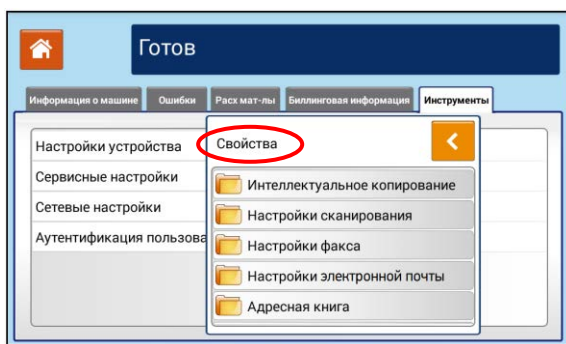 Готов
Информация о машине Ошибки Расх мат-лы Биллинговая информация Инструменты
Настройки устройства
Сервисные настройки
Сетевые настройки
Аутентификация пользова
Свойства
Интеллектуальное копирование
Настройки сканирования
Настройки факса
Настройки электронной почты
Адресная книга